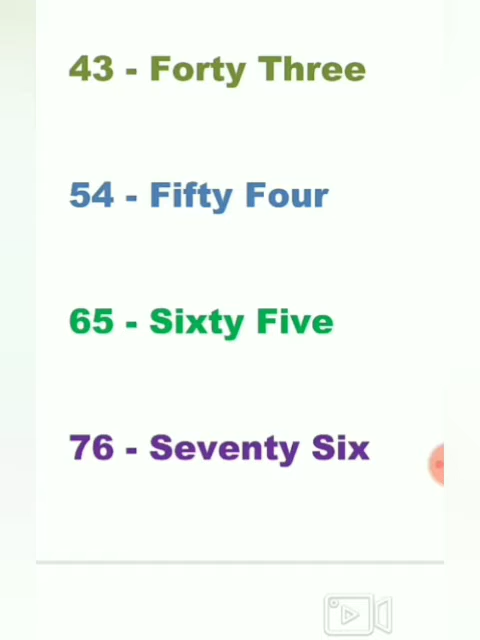 43 - Forty Three
54 - Fifty Four
65 - Sixty Five
76 - Seventy Six